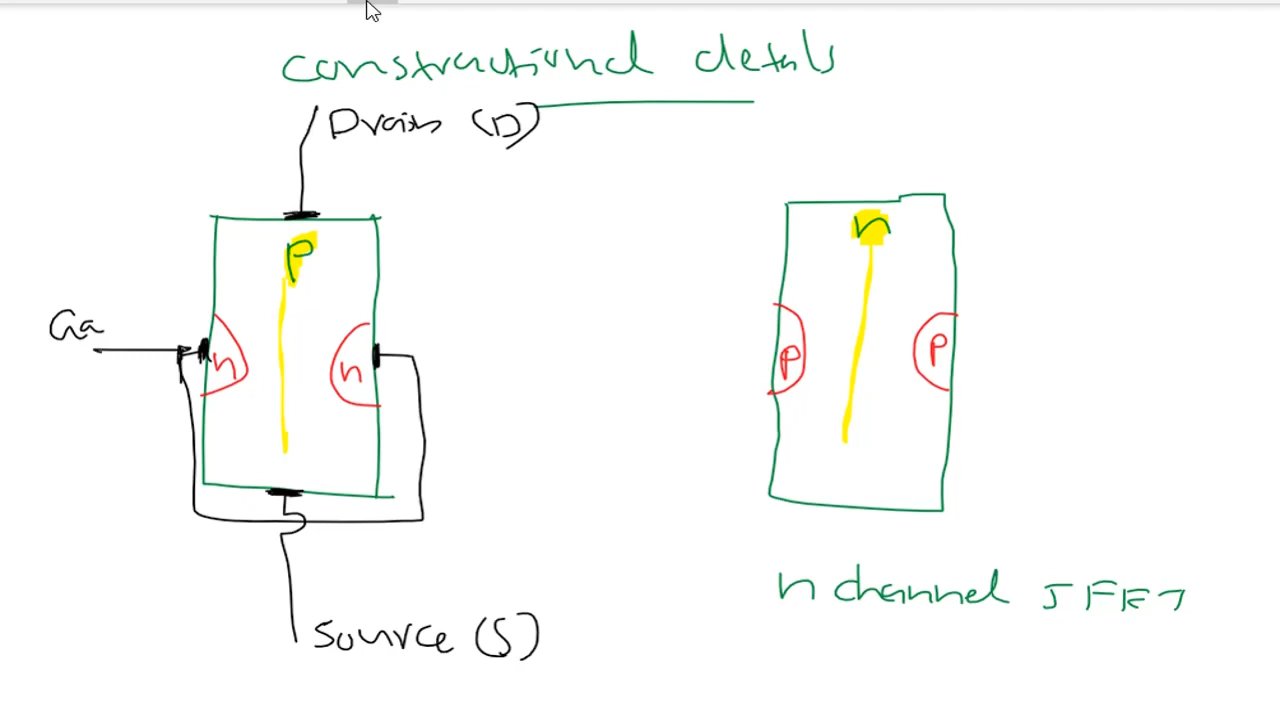 constructional details
Drain (D)
p
n
Ga
n
n
p
p
n channel JFET
Source (S)